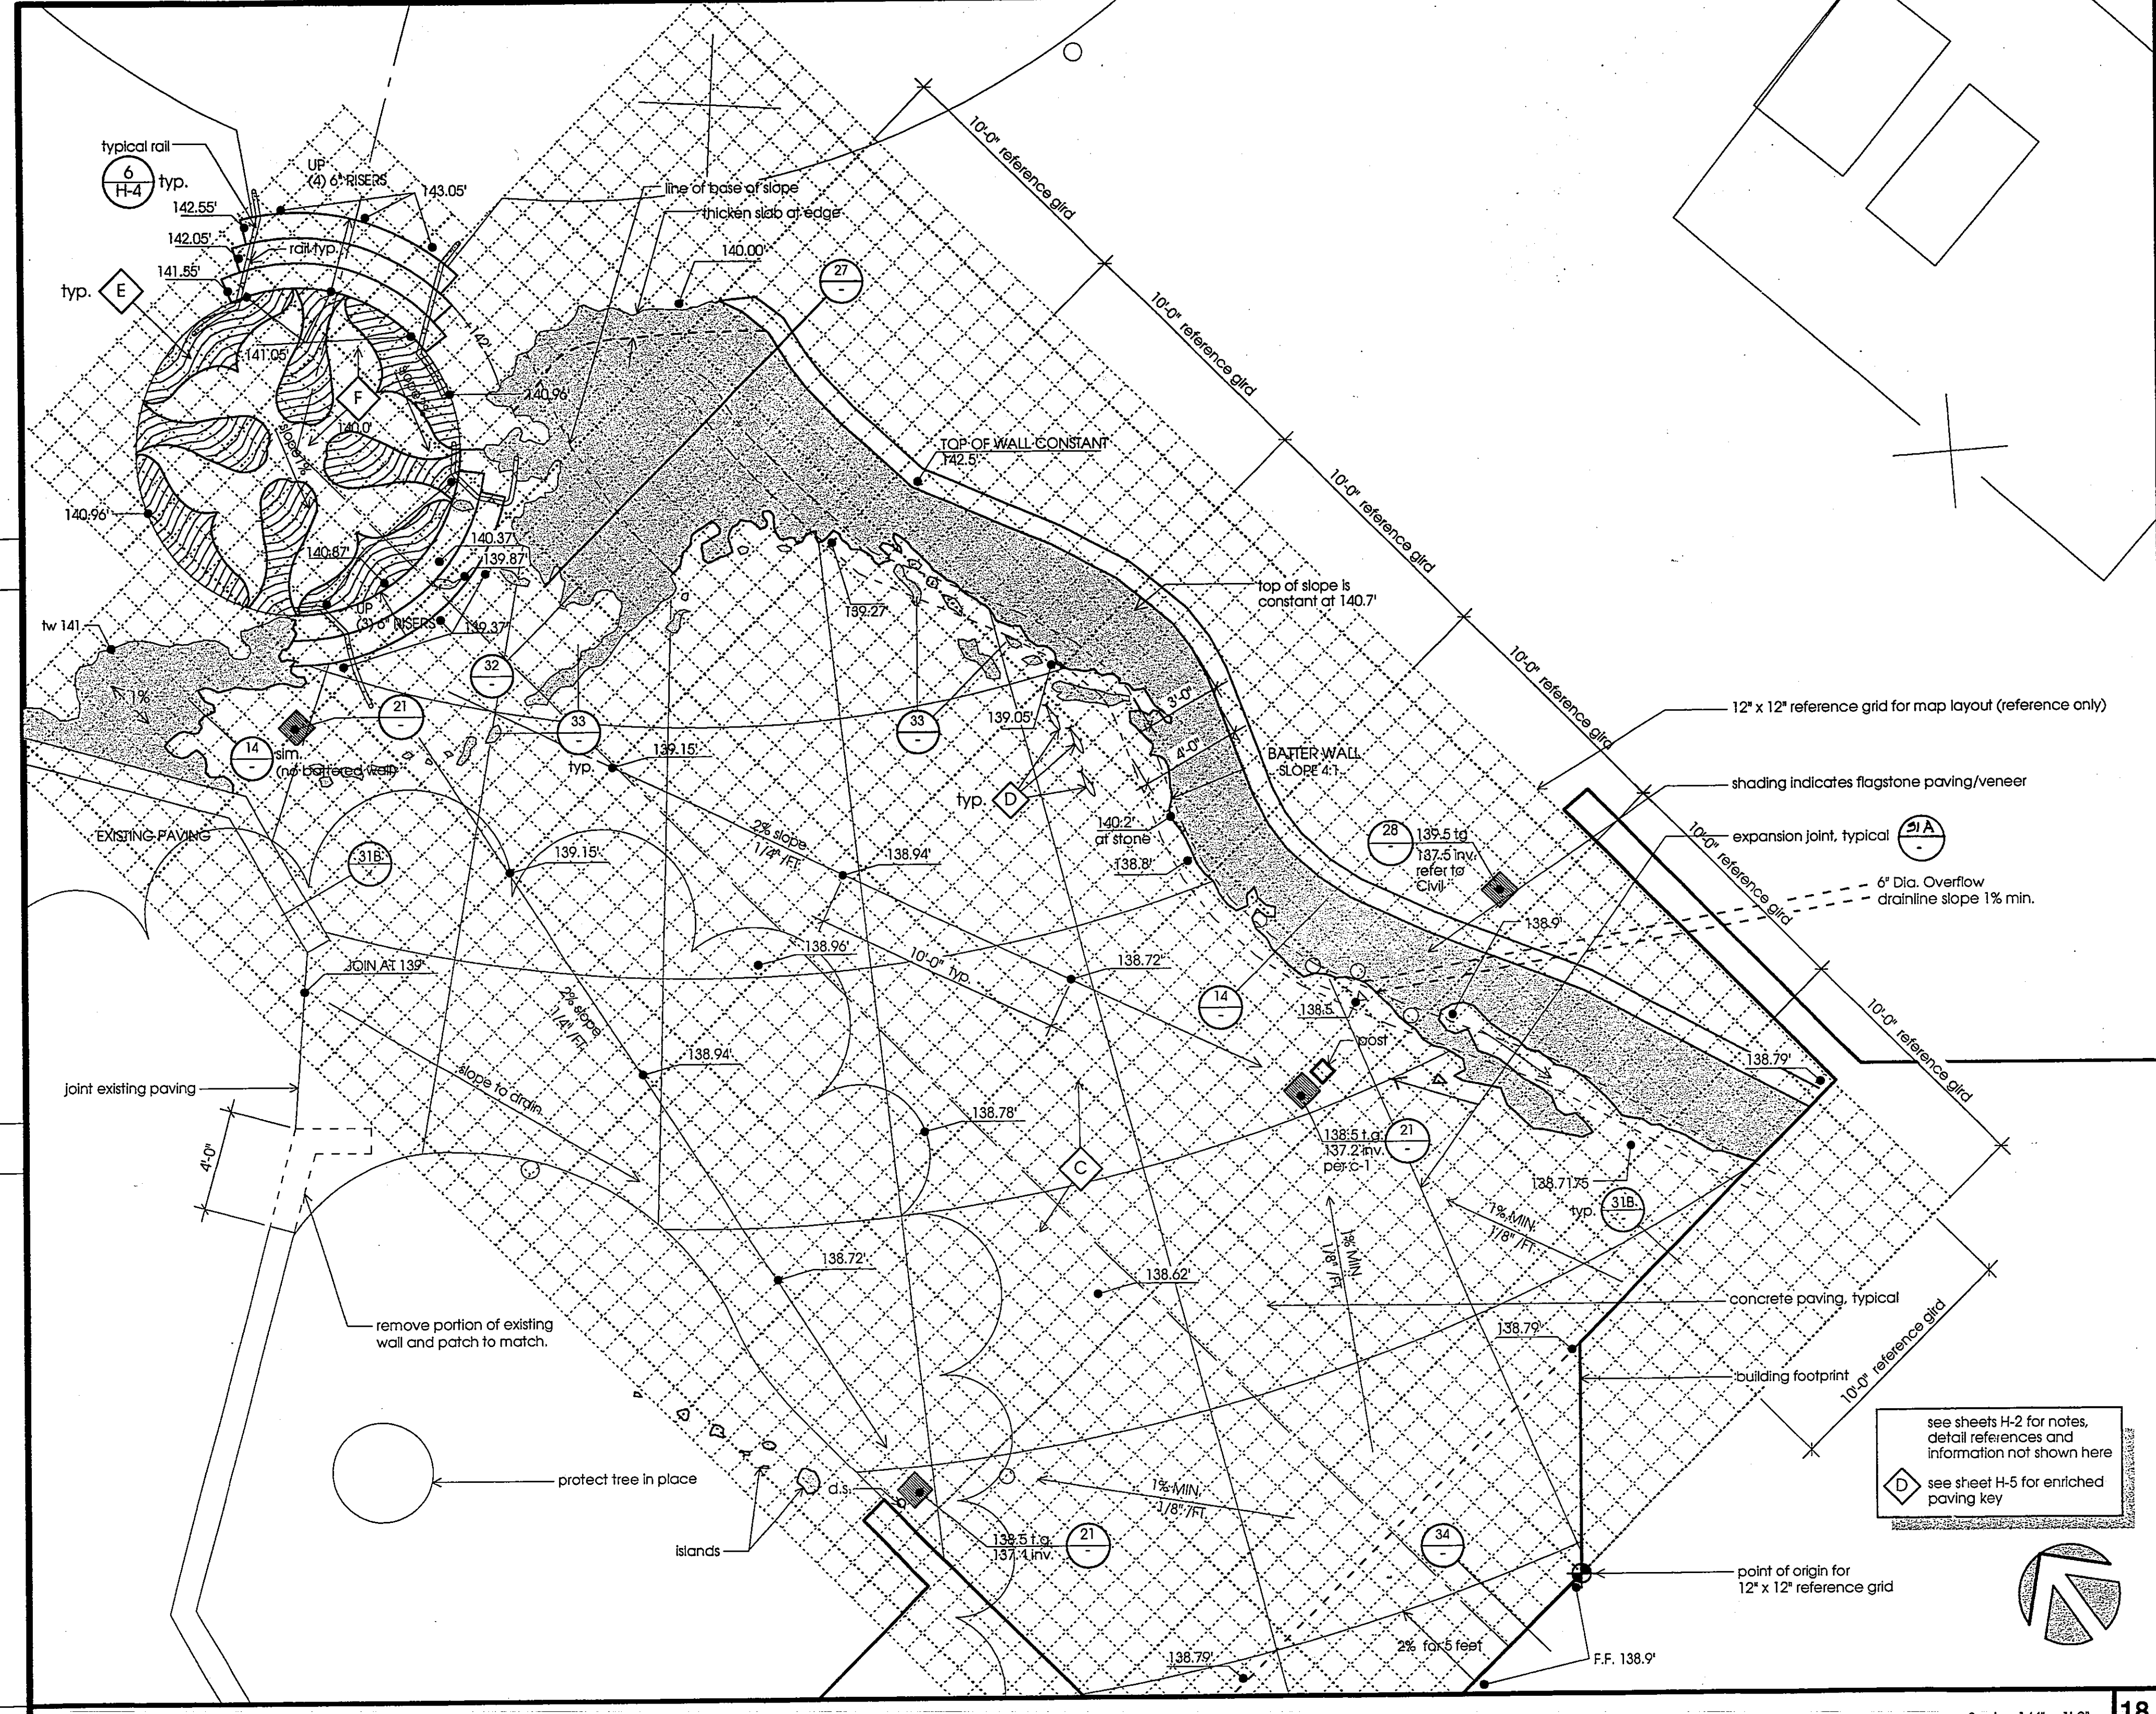 typical rail
6
H-4
typ.
UP
(4) 6" RISERS
143.05'
142.55'
142.05'
rail typ.
141.55'
typ.
E
141.05'
142'
F
140.0'
slope 1%
140.96'
140.96'
140.87'
140.37'
139.87'
UP
(3) 6" RISERS
139.37'
tw 141
1%
line of base of slope
thicken slab at edge
140.00'
27
-
10'-0" reference gird
10'-0" reference gird
10'-0" reference gird
10'-0" reference gird
10'-0" reference gird
10'-0" reference gird
10'-0" reference gird
TOP OF WALL CONSTANT
142.5'
top of slope is
constant at 140.7'
139.27'
32
-
21
-
14
-
sim.
(no battered wall)
33
-
typ.
33
-
139.15'
139.05'
3'-0"
4'-0"
BATTER WALL
SLOPE 4:1
typ.
D
140.2'
at stone
138.8'
12" x 12" reference grid for map layout (reference only)
shading indicates flagstone paving/veneer
expansion joint, typical
31A
-
6" Dia. Overflow
drainline slope 1% min.
28
-
139.5 tg
137.5 inv.
refer to
Civil
138.9'
EXISTING PAVING
31B
-
139.15'
2% slope
1/4" /FT.
138.94'
138.96'
10'-0" typ.
138.72'
JOIN AT 139'
2% slope
1/4" /FT.
14
-
138.5
post
138.79'
138.94'
slope to drain
joint existing paving
4'-0"
138.78'
C
138.5 t.g.
137.2 inv.
per c-1
21
-
138.7175
typ.
31B
-
1% MIN.
1/8" /FT.
1% MIN
1/8" /FT
138.72'
138.62'
concrete paving, typical
138.79'
building footprint
10'-0" reference gird
remove portion of existing
wall and patch to match.
protect tree in place
islands
d.s.
138.5 t.g.
137.4 inv.
21
-
1% MIN.
1/8" /FT.
34
-
see sheets H-2 for notes,
detail references and
information not shown here
D
see sheet H-5 for enriched
paving key
point of origin for
12" x 12" reference grid
2% for 5 feet
138.79'
F.F. 138.9'
18